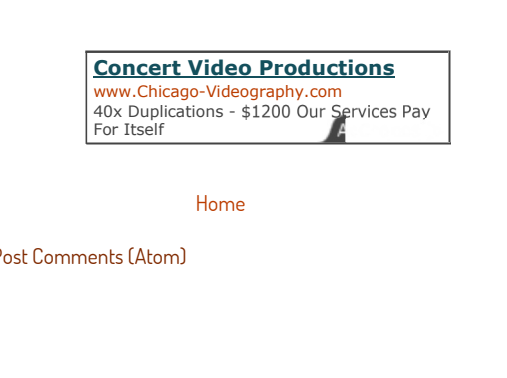 Concert Video Productions
www.Chicago-Videography.com
40x Duplications - $1200 Our Services Pay
For Itself
Home
Post Comments (Atom)